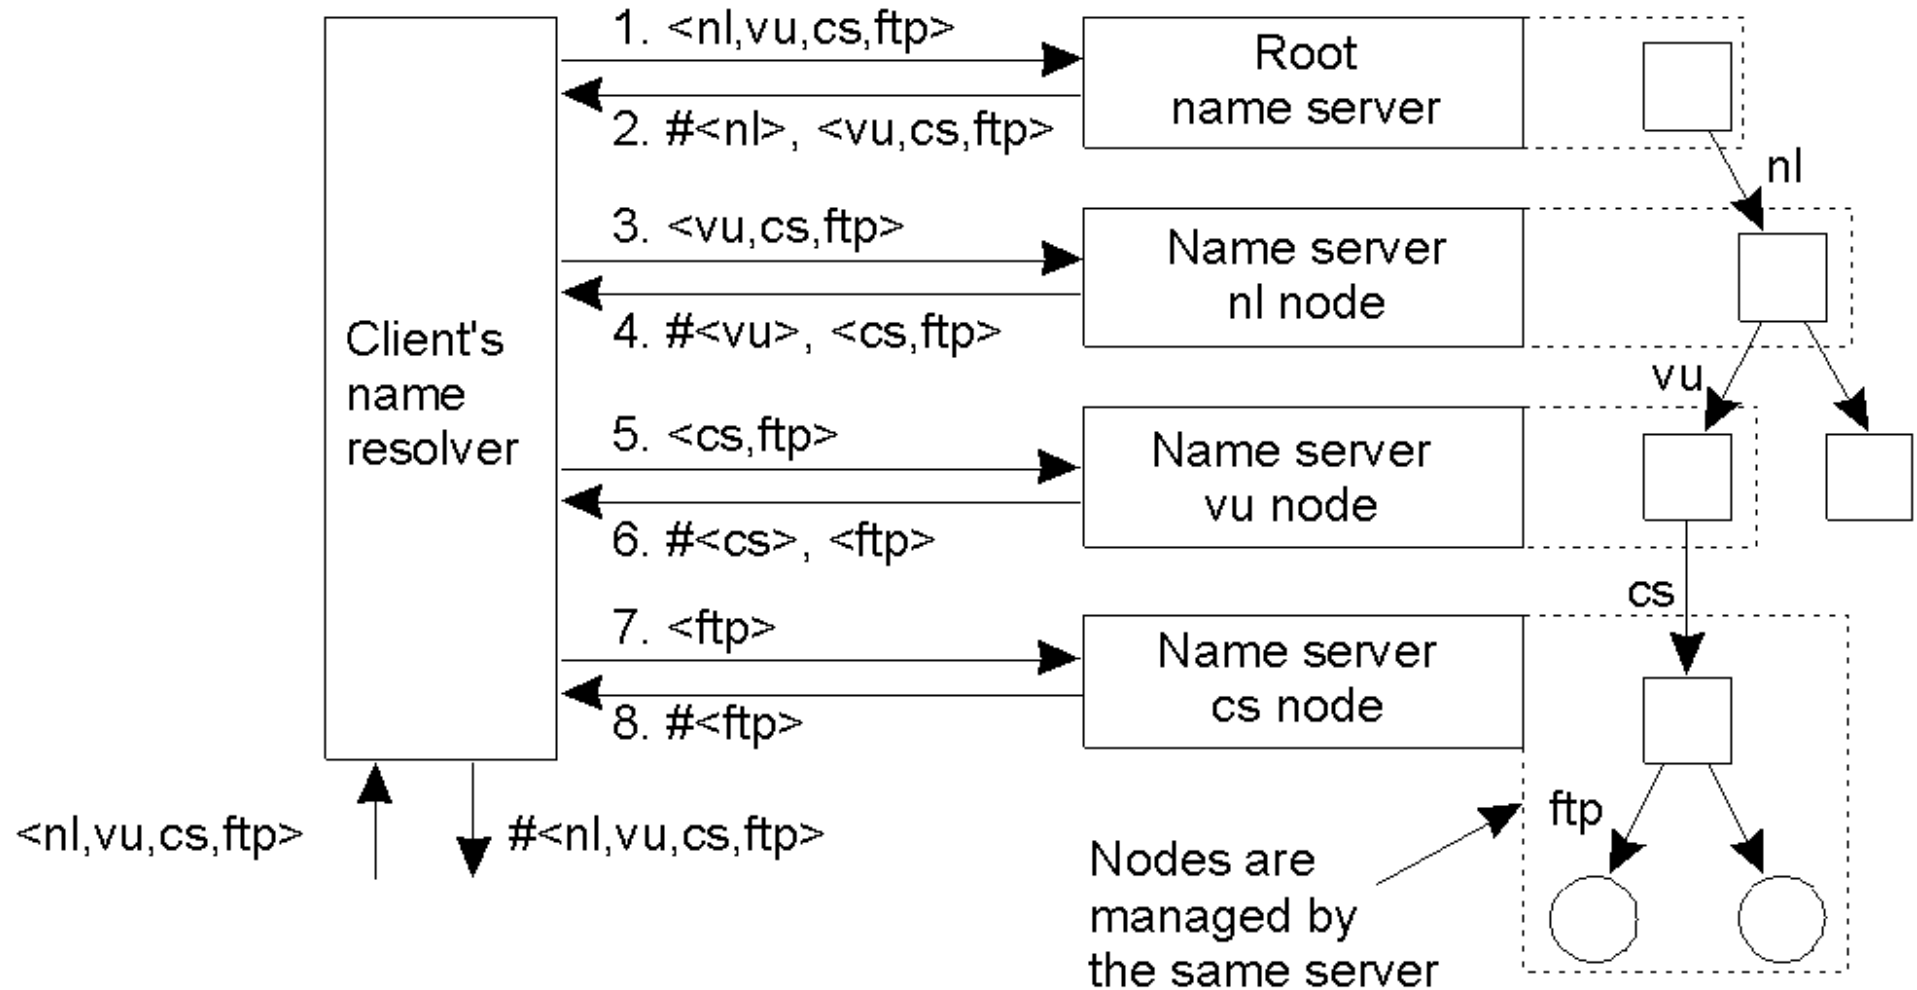 1. <nl,vu,cs,ftp>
Root
name server
2. #<nl>, <vu,cs,ftp>
nl
3. <vu,cs,ftp>
Name server
nl node
4. #<vu>, <cs,ftp>
vu
Client's
name
resolver
5. <cs,ftp>
Name server
vu node
6. #<cs>, <ftp>
cs
7. <ftp>
Name server
cs node
8. #<ftp>
<nl,vu,cs,ftp>
#<nl,vu,cs,ftp>
ftp
Nodes are
managed by
the same server